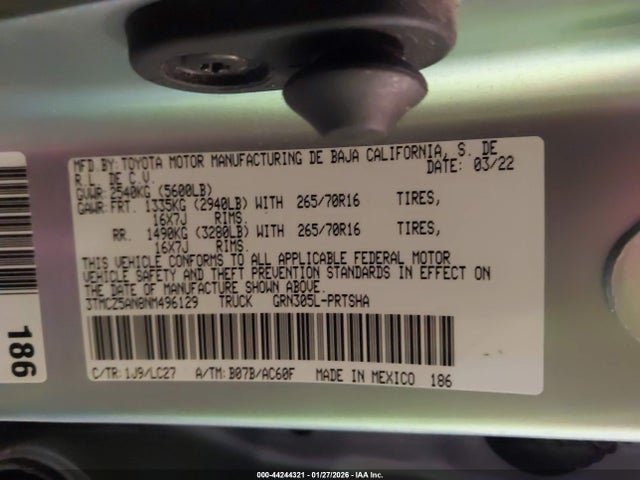 MFD.BY: TOYOTA MOTOR MANUFACTURING DE BAJA CALIFORNIA, S. DE
R. L. DE C.V. DATE: 03/22
GVWR: 2540KG (5600LB)
GAWR: FRT. 1335KG (2940LB) WITH 265/70R16 TIRES,
16X7J RIMS.
RR. 1490KG (3280LB) WITH 265/70R16 TIRES,
16X7J RIMS.
THIS VEHICLE CONFORMS TO ALL APPLICABLE FEDERAL MOTOR
VEHICLE SAFETY AND THEFT PREVENTION STANDARDS IN EFFECT ON
THE DATE OF MANUFACTURE SHOWN ABOVE.
3TMCZ5AN8NM496129 TRUCK GRN305L-PRTSHA
C/TR: 1J9/LC27 A/TM: B07B/AC60F MADE IN MEXICO 186
186
000-44244321 - 01/27/2026 - IAA Inc.